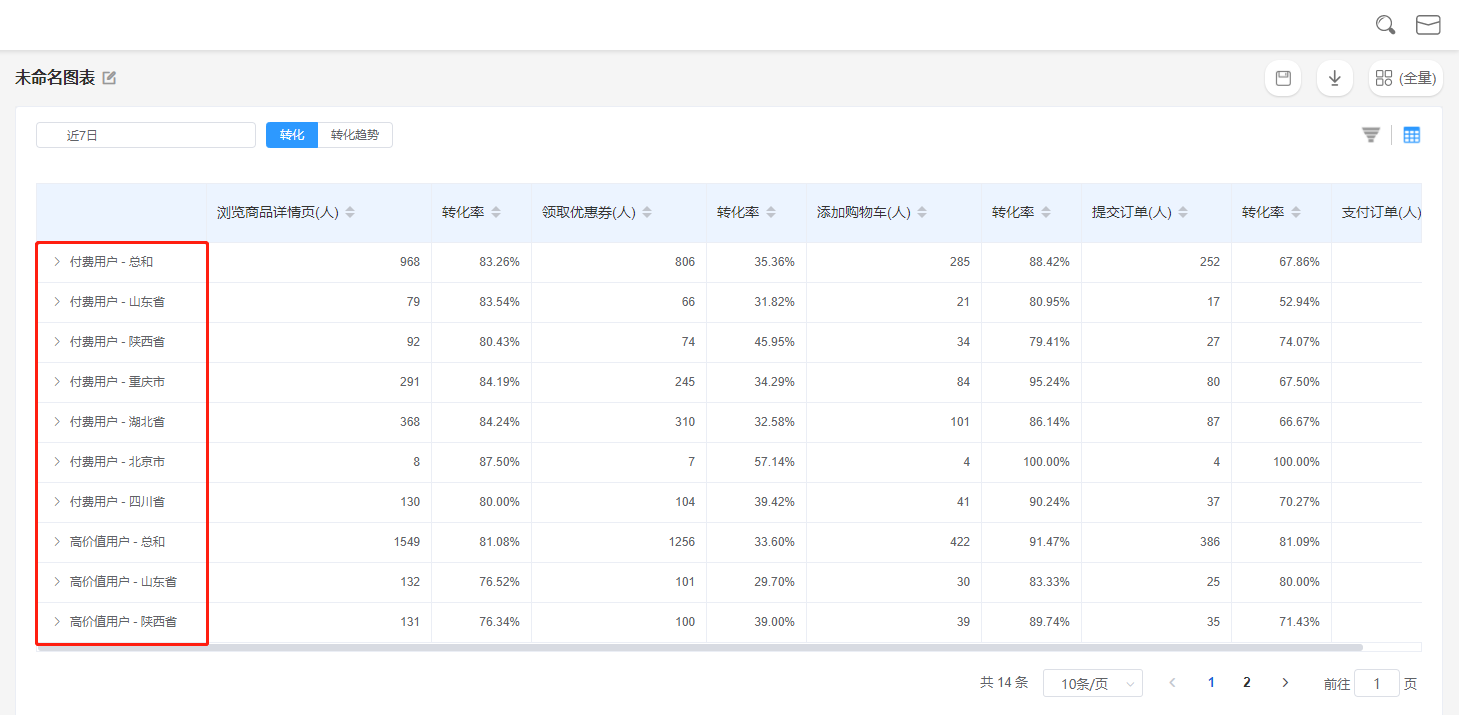 未命名图表
(全量)
近7日 转化 转化趋势
浏览商品详情页(人) 转化率 领取优惠券(人) 转化率 添加购物车(人) 转化率 提交订单(人) 转化率 支付订单(人)
付费用户 - 总和 968 83.26% 806 35.36% 285 88.42% 252 67.86%
付费用户 - 山东省 79 83.54% 66 31.82% 21 80.95% 17 52.94%
付费用户 - 陕西省 92 80.43% 74 45.95% 34 79.41% 27 74.07%
付费用户 - 重庆市 291 84.19% 245 34.29% 84 95.24% 80 67.50%
付费用户 - 湖北省 368 84.24% 310 32.58% 101 86.14% 87 66.67%
付费用户 - 北京市 8 87.50% 7 57.14% 4 100.00% 4 100.00%
付费用户 - 四川省 130 80.00% 104 39.42% 41 90.24% 37 70.27%
高价值用户 - 总和 1549 81.08% 1256 33.60% 422 91.47% 386 81.09%
高价值用户 - 山东省 132 76.52% 101 29.70% 30 83.33% 25 80.00%
高价值用户 - 陕西省 131 76.34% 100 39.00% 39 89.74% 35 71.43%
共 14 条 10条/页 1 2 前往 1 页